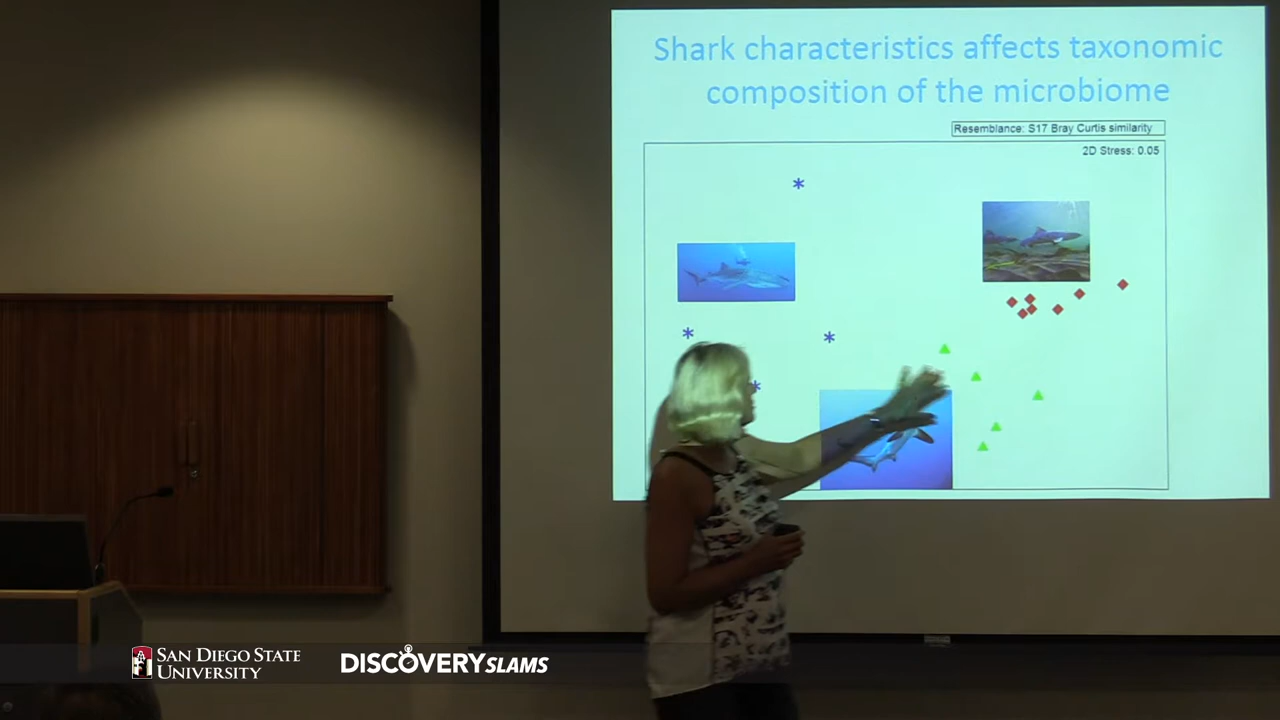 Shark characteristics affects taxonomic
composition of the microbiome
Resemblance: S17 Bray Curtis similarity
2D Stress: 0.05
SAN DIEGO STATE
UNIVERSITY
DISCOVERY SLAMS